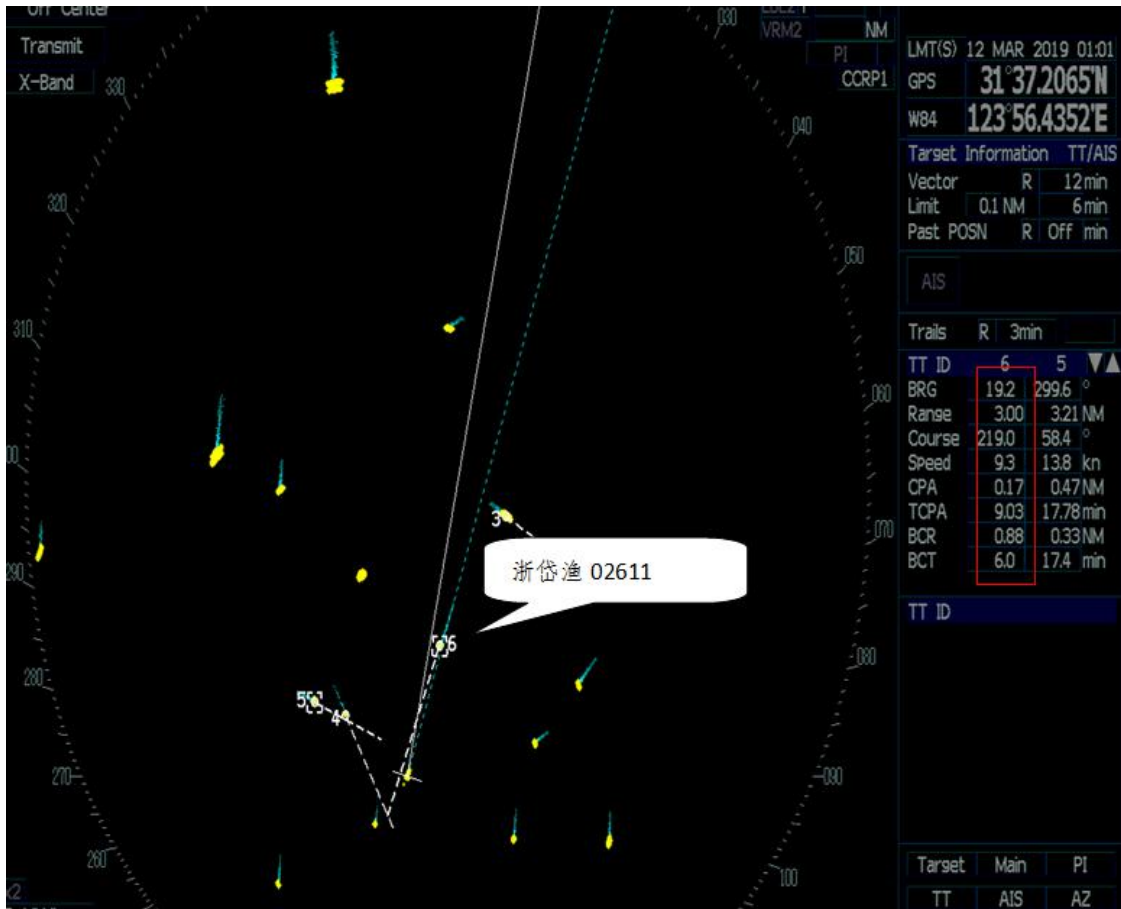 Off Center
Transmit
X-Band
VRM2 NM
PI
CCRP1
030
330
040
320
050
310
060
070
290
080
280
270
090
260
100
3
浙岱渔 02611
6
5
4
LMT(S) 12 MAR 2019 01:01
GPS 31°37.2065'N
W84 123°56.4352'E
Target Information TT/AIS
Vector R 12min
Limit 0.1 NM 6min
Past POSN R Off min
AIS
Trails R 3min
TT ID 6 5 ▼▲
BRG 19.2 299.6 °
Range 3.00 3.21 NM
Course 219.0 58.4 °
Speed 9.3 13.8 kn
CPA 0.17 0.47 NM
TCPA 9.03 17.78 min
BCR 0.88 0.33 NM
BCT 6.0 17.4 min
TT ID
Target Main PI
TT AIS AZ